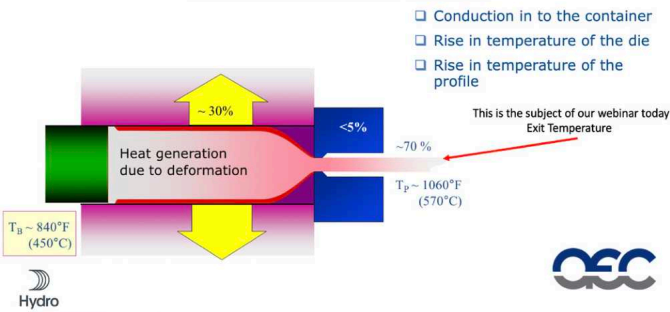 Conduction in to the container
Rise in temperature of the die
Rise in temperature of the
profile
This is the subject of our webinar today
Exit Temperature
~ 30%
<5%
~70 %
Heat generation
due to deformation
T_P ~ 1060°F
(570°C)
T_B ~ 840°F
(450°C)
Hydro
aec